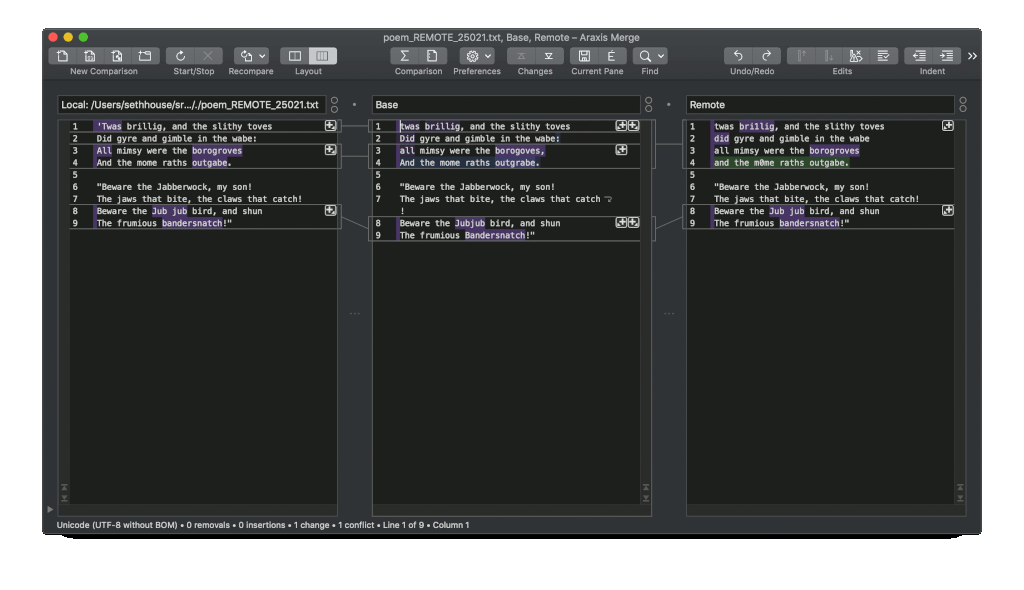 poem_REMOTE_25021.txt, Base, Remote – Araxis Merge
New Comparison Start/Stop Recompare Layout Comparison Preferences Changes Current Pane Find Undo/Redo Edits Indent
Local: /Users/sethhouse/sr…/./poem_REMOTE_25021.txt
1 'Twas brillig, and the slithy toves
2 Did gyre and gimble in the wabe:
3 All mimsy were the borogroves
4 And the mome raths outgabe.
5
6 "Beware the Jabberwock, my son!
7 The jaws that bite, the claws that catch!
8 Beware the Jub jub bird, and shun
9 The frumious bandersnatch!"
Base
1 twas brillig, and the slithy toves
2 Did gyre and gimble in the wabe:
3 all mimsy were the borogoves,
4 And the mome raths outgrabe.
5
6 "Beware the Jabberwock, my son!
7 The jaws that bite, the claws that catch
!
8 Beware the Jubjub bird, and shun
9 The frumious Bandersnatch!"
Remote
1 twas bri1lig, and the slithy toves
2 did gyre and gimble in the wabe
3 all mimsy were the borogroves
4 and the m0me raths outgabe.
5
6 "Beware the Jabberwock, my son!
7 The jaws that bite, the claws that catch!
8 Beware the Jub jub bird, and shun
9 The frumious bandersnatch!"
Unicode (UTF-8 without BOM) • 0 removals • 0 insertions • 1 change • 1 conflict • Line 1 of 9 • Column 1